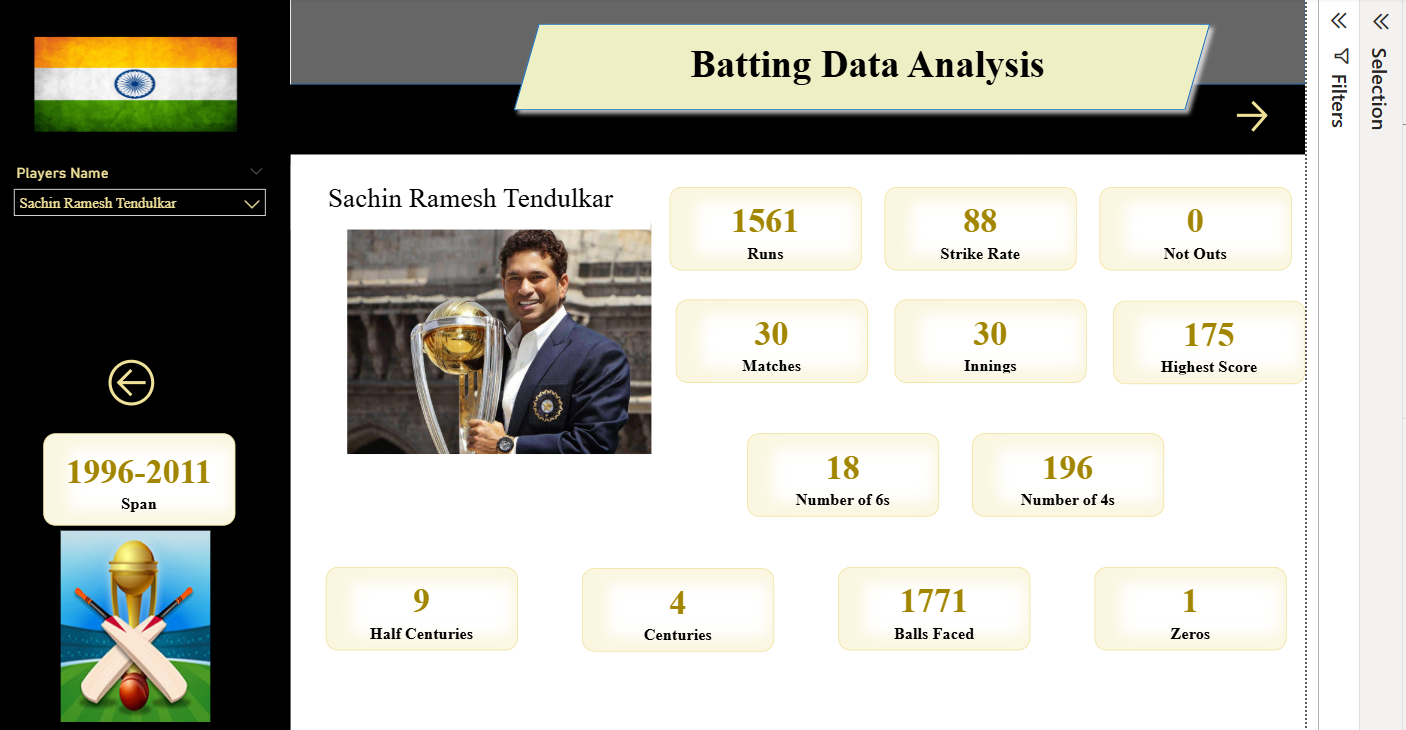 Batting Data Analysis
Players Name
Sachin Ramesh Tendulkar
1996-2011
Span
Sachin Ramesh Tendulkar
1561
Runs
88
Strike Rate
0
Not Outs
30
Matches
30
Innings
175
Highest Score
18
Number of 6s
196
Number of 4s
9
Half Centuries
4
Centuries
1771
Balls Faced
1
Zeros
Filters
Selection